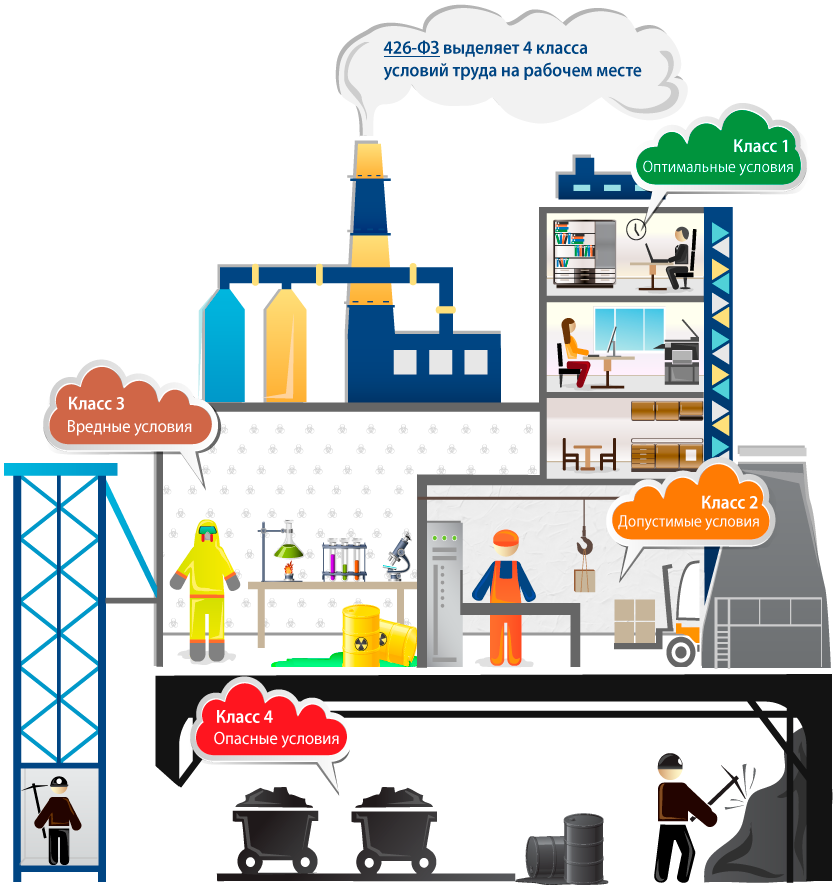 426-ФЗ выделяет 4 класса
условий труда на рабочем месте
Класс 1
Оптимальные условия
Класс 3
Вредные условия
Класс 2
Допустимые условия
Класс 4
Опасные условия